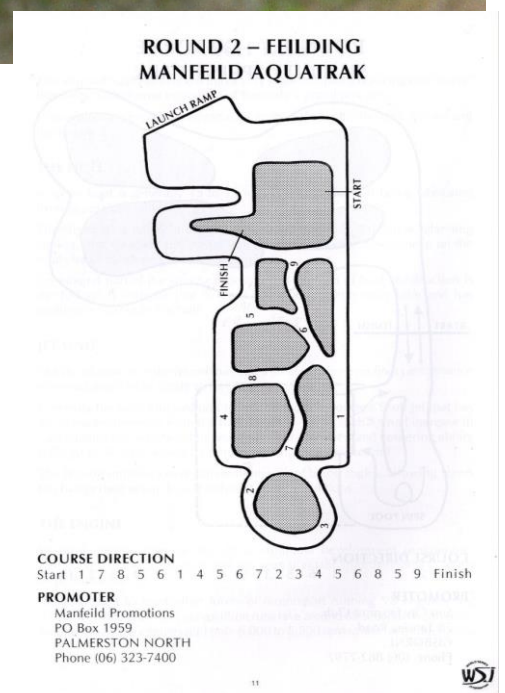 ROUND 2 – FEILDING
MANFEILD AQUATRAK
LAUNCH RAMP
START
FINISH
9
5
6
8
4
1
7
2
3
COURSE DIRECTION
Start 1 7 8 5 6 1 4 5 6 7 2 3 4 5 6 8 5 9 Finish
PROMOTER
Manfeild Promotions
PO Box 1959
PALMERSTON NORTH
Phone (06) 323-7400
11
WSJ